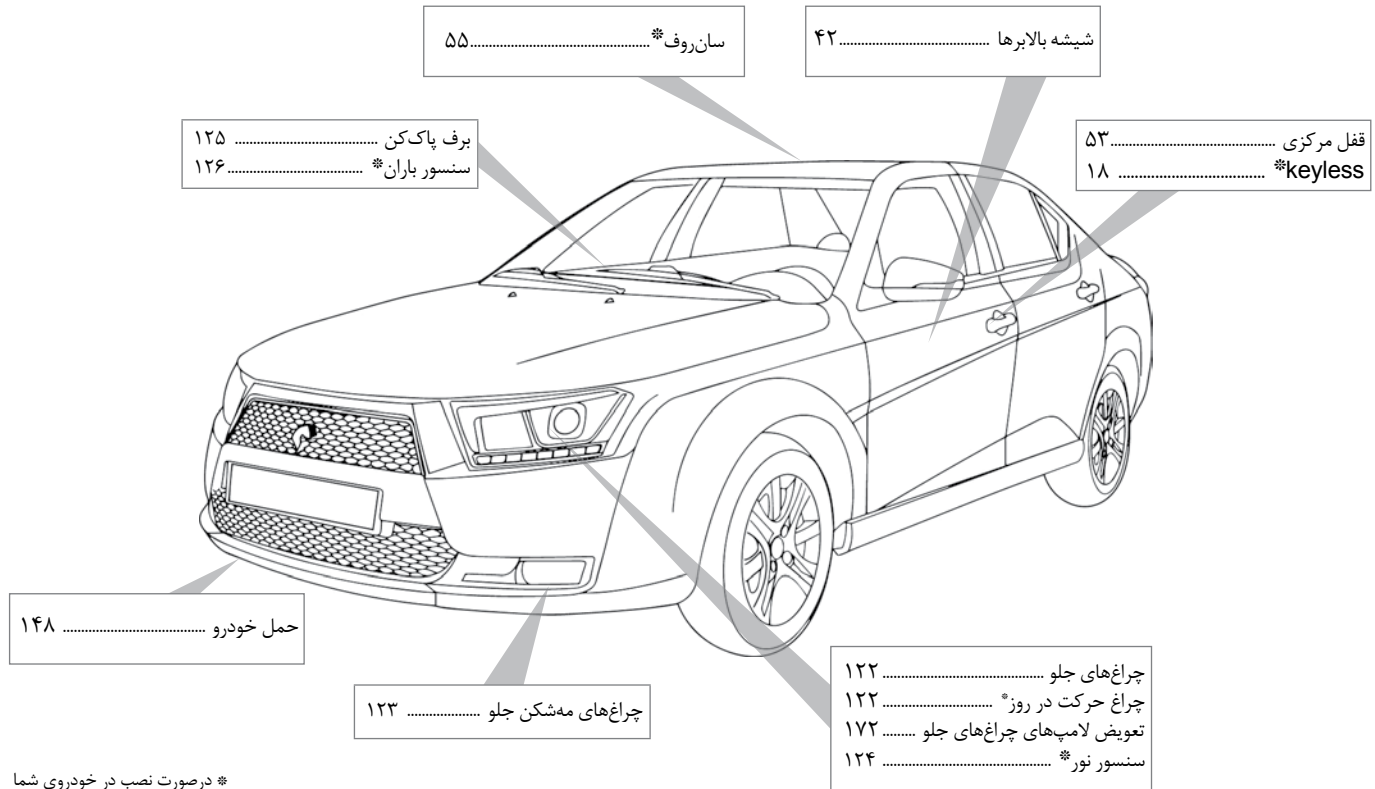 شیشه بالابرها ........................................ ۴۲
سان‌روف* ........................................ ۵۵
قفل مرکزی ........................................ ۵۳
keyless* ........................................ ۱۸
برف پاک‌کن ........................................ ۱۲۵
سنسور باران* ........................................ ۱۲۶
حمل خودرو ........................................ ۱۴۸
چراغ‌های مه‌شکن جلو .................... ۱۲۳
چراغ‌های جلو ........................................ ۱۲۲
چراغ حرکت در روز* .............................. ۱۲۲
تعویض لامپ‌های چراغ‌های جلو ......... ۱۷۲
سنسور نور* ........................................ ۱۲۴
* درصورت نصب در خودروی شما